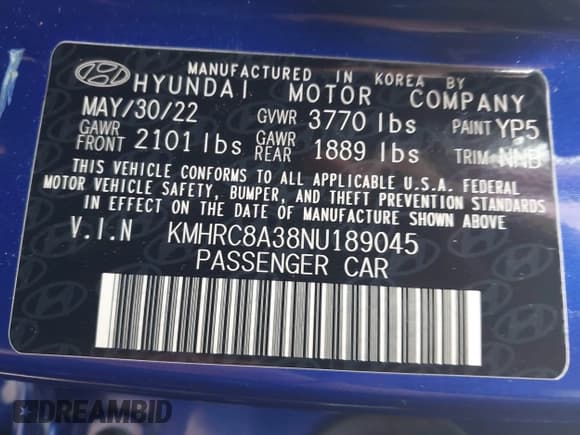 MANUFACTURED IN KOREA BY
HYUNDAI MOTOR COMPANY
MAY/30/22 GVWR 3770 lbs PAINT YP5
GAWR FRONT 2101 lbs GAWR REAR 1889 lbs TRIM NNB
THIS VEHICLE CONFORMS TO ALL APPLICABLE U.S.A. FEDERAL
MOTOR VEHICLE SAFETY, BUMPER, AND THEFT PREVENTION STANDARDS
IN EFFECT ON THE DATE OF MANUFACTURE SHOWN ABOVE
V.I.N KMHRC8A38NU189045
PASSENGER CAR
DREAMBID